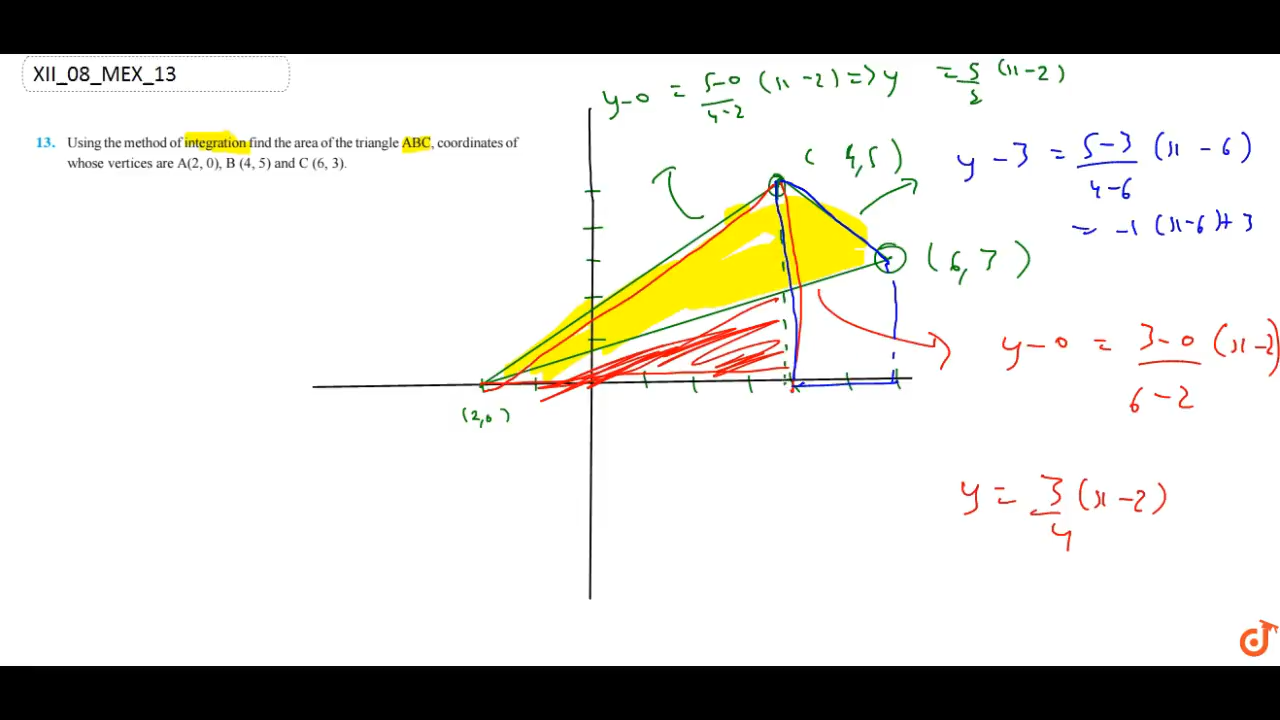 XII_08_MEX_13
y-0 = 5-0/4-2 (x-2) => y = 5/2 (x-2)
13. Using the method of integration find the area of the triangle ABC, coordinates of
whose vertices are A(2, 0), B (4, 5) and C (6, 3).
(4,5)
y-3 = 5-3/4-6 (x-6)
= -1 (x-6)+3
(6,3)
y-0 = 3-0/6-2 (x-2)
(2,0)
y = 3/4 (x-2)